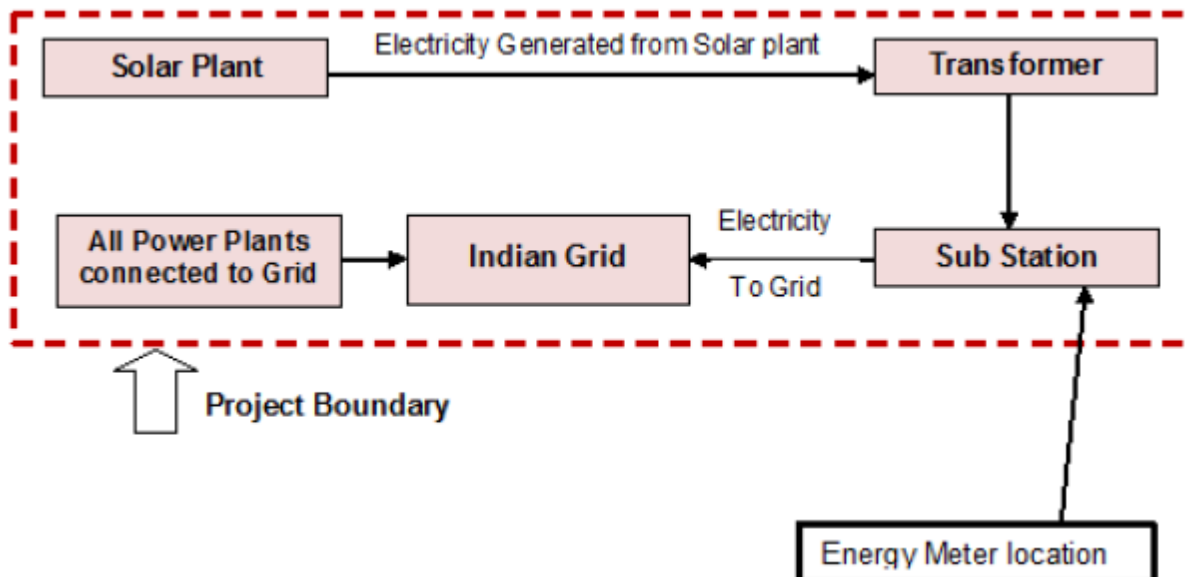 Electricity Generated from Solar plant
Solar Plant
Transformer
All Power Plants
connected to Grid
Indian Grid
Electricity
To Grid
Sub Station
Project Boundary
Energy Meter location